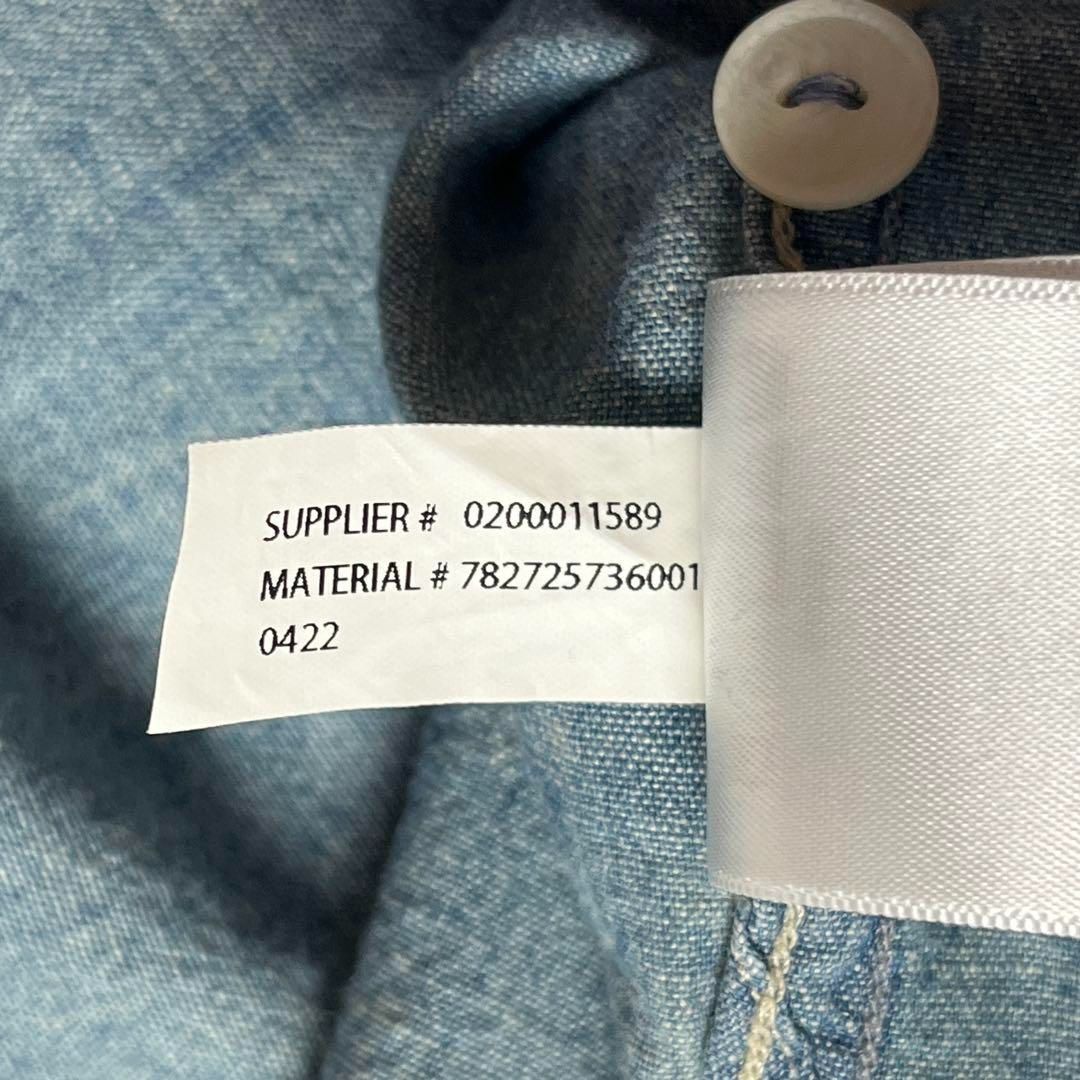 SUPPLIER # 0200011589
MATERIAL # 782725736001
0422